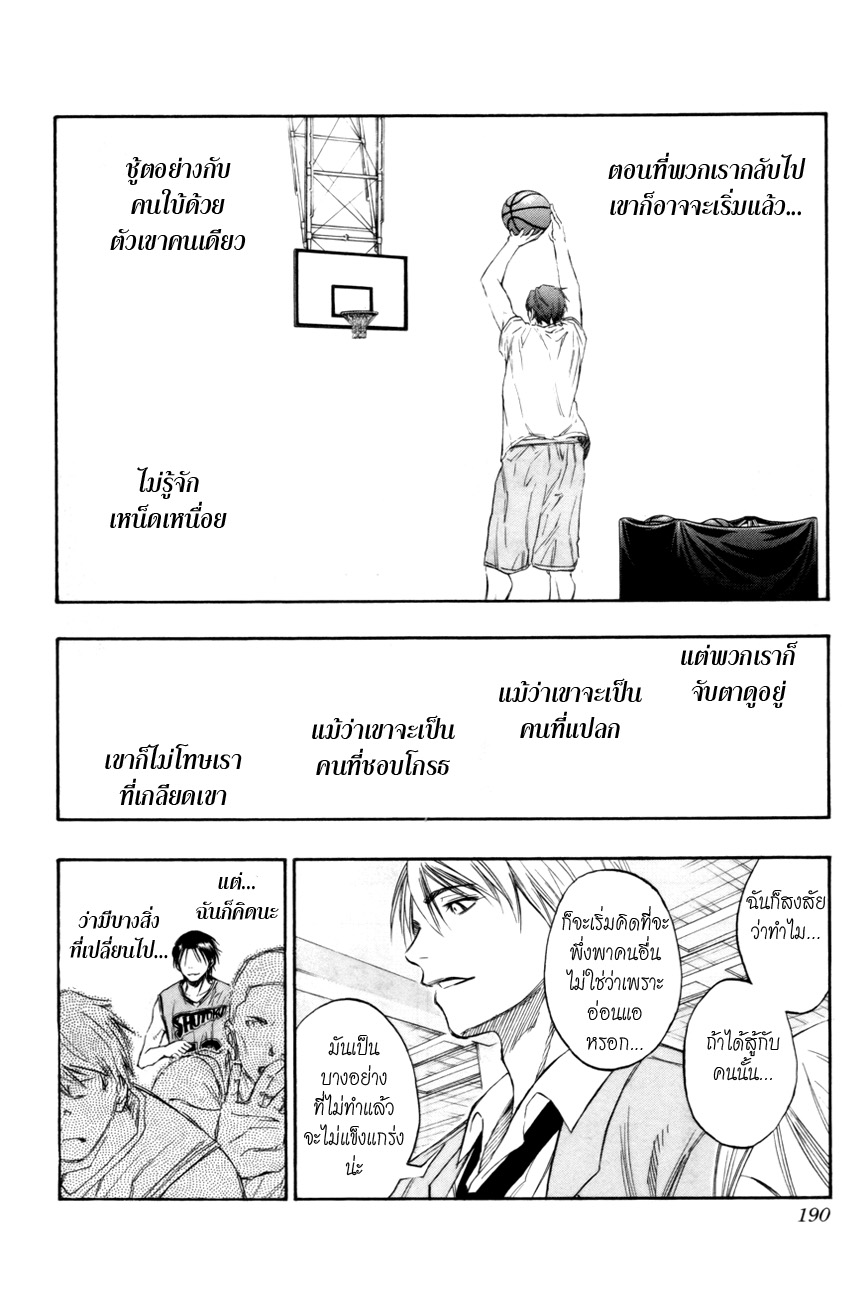 ตอนที่พวกเรากลับไป
เขาก็อาจจะเริ่มแล้ว...
ชู้ตอย่างกับ
คนใบ้ด้วย
ตัวเขาคนเดียว
ไม่รู้จัก
เหน็ดเหนื่อย
แต่พวกเราก็
จับตาดูอยู่
แม้ว่าเขาจะเป็น
คนที่แปลก
แม้ว่าเขาจะเป็น
คนที่ชอบโกรธ
เขาก็ไม่โทษเรา
ที่เกลียดเขา
ฉันก็สงสัย
ว่าทำไม...
ถ้าได้สู้กับ
คนนั้น...
ก็จะเริ่มคิดที่จะ
พึ่งพาคนอื่น
ไม่ใช่ว่าเพราะ
อ่อนแอ
หรอก...
มันเป็น
บางอย่าง
ที่ไม่ทำแล้ว
จะไม่แข็งแกร่ง
น่ะ
แต่...
ฉันก็คิดนะ
ว่ามีบางสิ่ง
ที่เปลี่ยนไป...
190